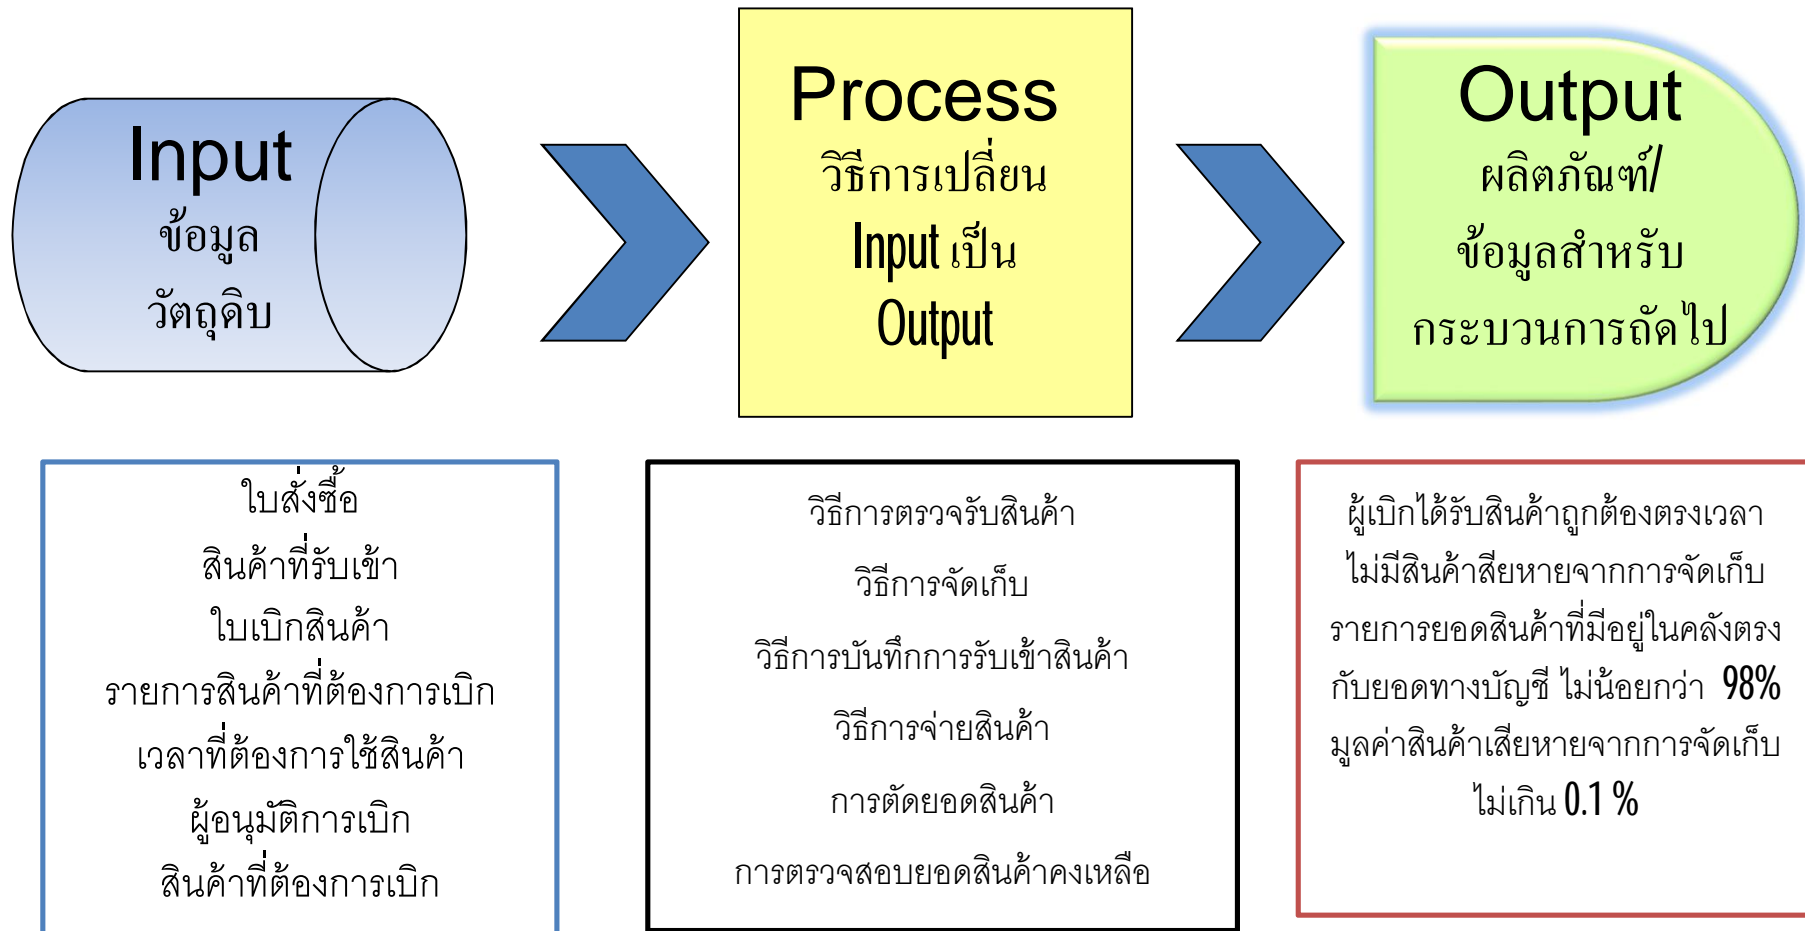 Input
ข้อมูล
วัตถุดิบ
Process
วิธีการเปลี่ยน
Input เป็น
Output
Output
ผลิตภัณฑ์/
ข้อมูลสำหรับ
กระบวนการถัดไป
ใบสั่งซื้อ
สินค้าที่รับเข้า
ใบเบิกสินค้า
รายการสินค้าที่ต้องการเบิก
เวลาที่ต้องการใช้สินค้า
ผู้อนุมัติการเบิก
สินค้าที่ต้องการเบิก
วิธีการตรวจรับสินค้า
วิธีการจัดเก็บ
วิธีการบันทึกการรับเข้าสินค้า
วิธีการจ่ายสินค้า
การตัดยอดสินค้า
การตรวจสอบยอดสินค้าคงเหลือ
ผู้เบิกได้รับสินค้าถูกต้องตรงเวลา
ไม่มีสินค้าสียหายจากการจัดเก็บ
รายการยอดสินค้าที่มีอยู่ในคลังตรง
กับยอดทางบัญชี ไม่น้อยกว่า 98%
มูลค่าสินค้าเสียหายจากการจัดเก็บ
ไม่เกิน 0.1 %